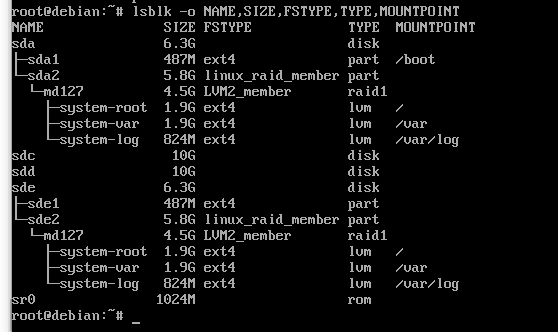 root@debian:~# lsblk -o NAME,SIZE,FSTYPE,TYPE,MOUNTPOINT
NAME                SIZE FSTYPE            TYPE  MOUNTPOINT
sda                 6.3G                   disk
├─sda1              487M ext4              part  /boot
└─sda2              5.8G linux_raid_member part
  └─md127           4.5G LVM2_member       raid1
    ├─system-root   1.9G ext4              lvm   /
    ├─system-var    1.9G ext4              lvm   /var
    └─system-log    824M ext4              lvm   /var/log
sdc                  10G                   disk
sdd                  10G                   disk
sde                 6.3G                   disk
├─sde1              487M ext4              part
└─sde2              5.8G linux_raid_member part
  └─md127           4.5G LVM2_member       raid1
    ├─system-root   1.9G ext4              lvm   /
    ├─system-var    1.9G ext4              lvm   /var
    └─system-log    824M ext4              lvm   /var/log
sr0                1024M                   rom
root@debian:~# _